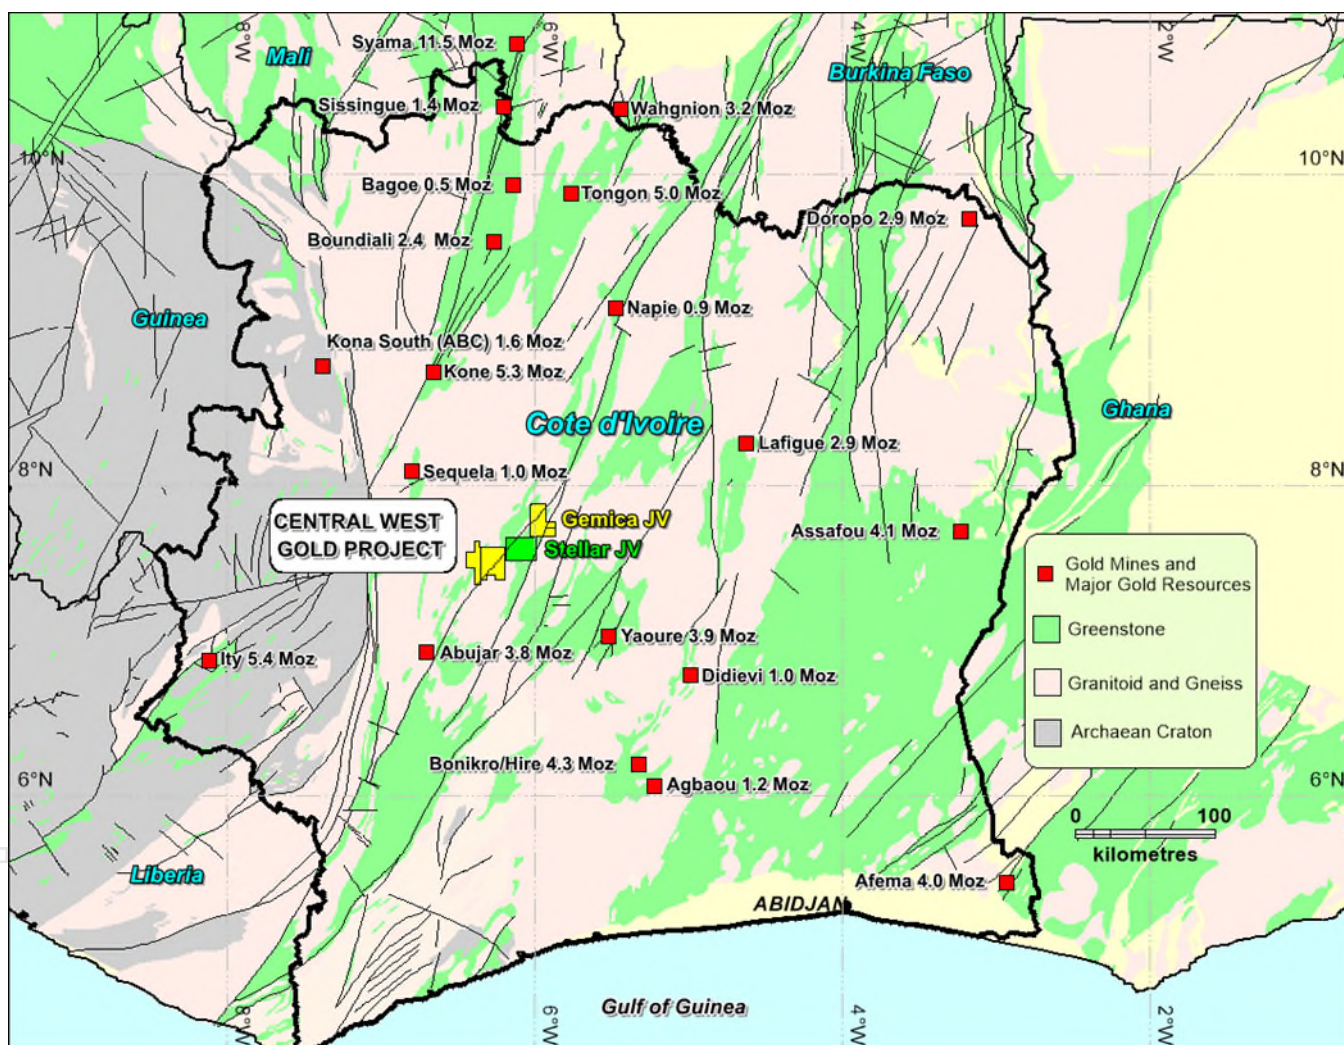 8°W
6°W
4°W
2°W
Syama 11.5 Moz
Mali
Burkina Faso
Sissingue 1.4 Moz
Wahgnion 3.2 Moz
10°N
10°N
Bagoe 0.5 Moz
Tongon 5.0 Moz
Doropo 2.9 Moz
Boundiali 2.4 Moz
Guinea
Napie 0.9 Moz
Kona South (ABC) 1.6 Moz
Kone 5.3 Moz
Ghana
Cote d'Ivoire
Lafigue 2.9 Moz
Sequela 1.0 Moz
8°N
8°N
CENTRAL WEST
GOLD PROJECT
Gemica JV
Stellar JV
Assafou 4.1 Moz
Gold Mines and
Major Gold Resources
Greenstone
Granitoid and Gneiss
Archaean Craton
Yaoure 3.9 Moz
Abujar 3.8 Moz
Ity 5.4 Moz
Didievi 1.0 Moz
Bonikro/Hire 4.3 Moz
Agbaou 1.2 Moz
6°N
6°N
0 100
kilometres
Liberia
Afema 4.0 Moz
ABIDJAN
Gulf of Guinea
8°W
6°W
4°W
2°W